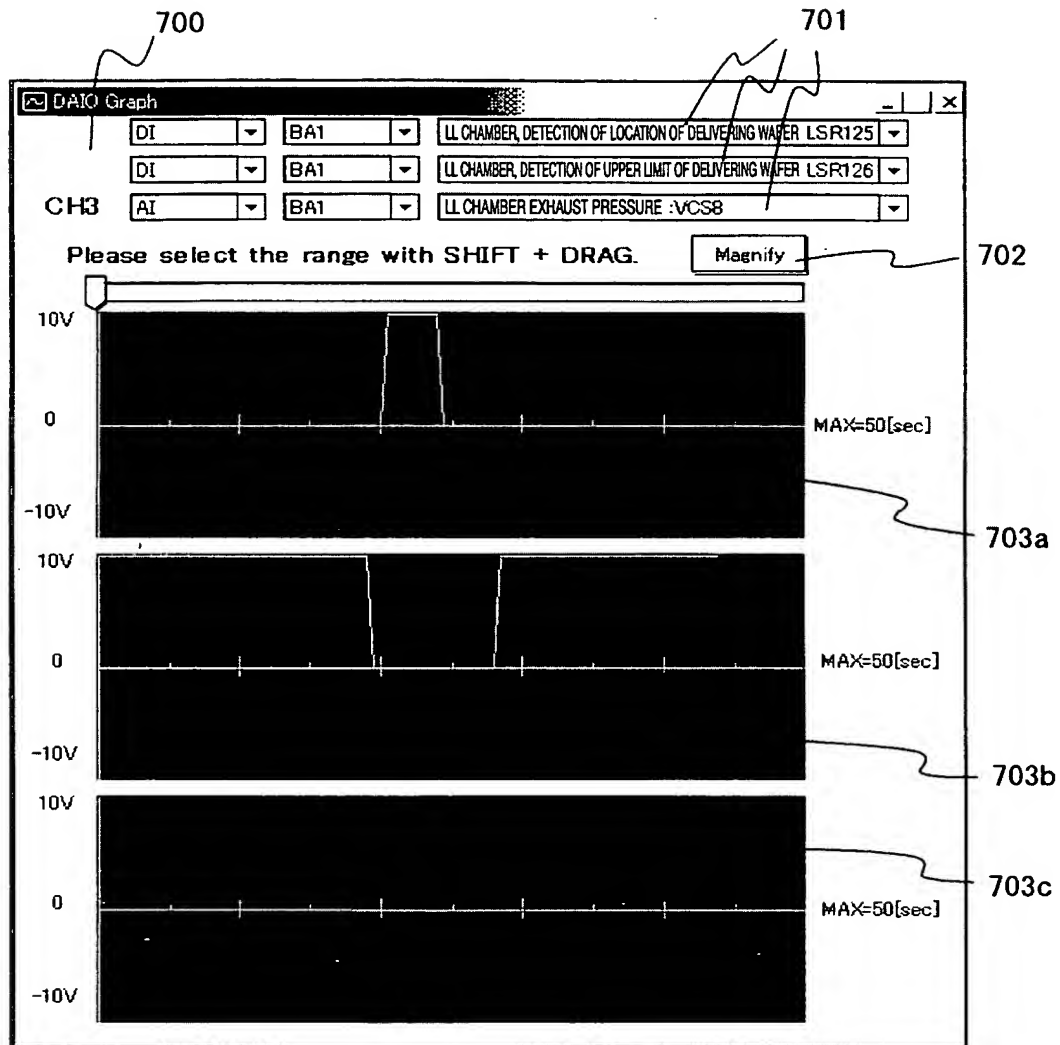 700
701
DAIO Graph
DI BA1 LL CHAMBER, DETECTION OF LOCATION OF DELIVERING WAFER LSR125
DI BA1 LL CHAMBER, DETECTION OF UPPER LIMIT OF DELIVERING WAFER LSR126
CH3 AI BA1 LL CHAMBER EXHAUST PRESSURE :VCS8
Please select the range with SHIFT + DRAG. Magnify
702
10V
0
MAX=50[sec]
-10V
703a
10V
0
MAX=50[sec]
-10V
703b
10V
703c
0
MAX=50[sec]
-10V